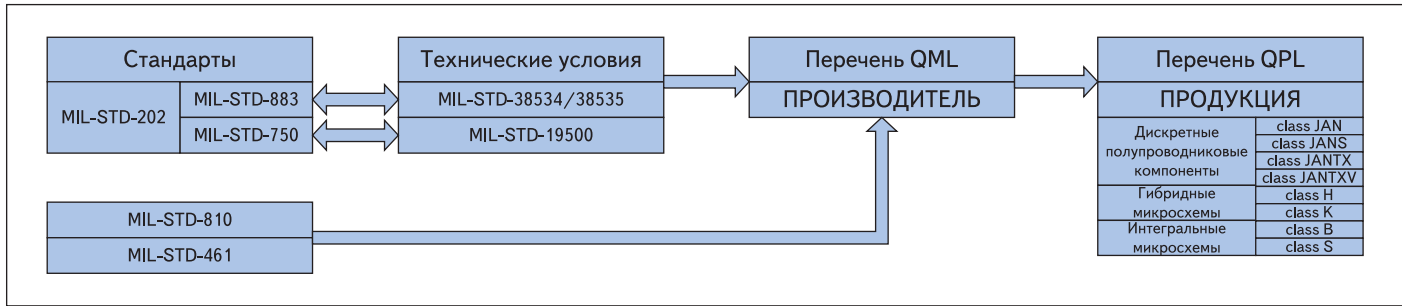 Стандарты
MIL-STD-202
MIL-STD-883
MIL-STD-750
Технические условия
MIL-STD-38534/38535
MIL-STD-19500
Перечень QML
ПРОИЗВОДИТЕЛЬ
Перечень QPL
ПРОДУКЦИЯ
Дискретные
полупроводниковые
компоненты
class JAN
class JANS
class JANTX
class JANTXV
Гибридные
микросхемы
class H
class K
Интегральные
микросхемы
class B
class S
MIL-STD-810
MIL-STD-461